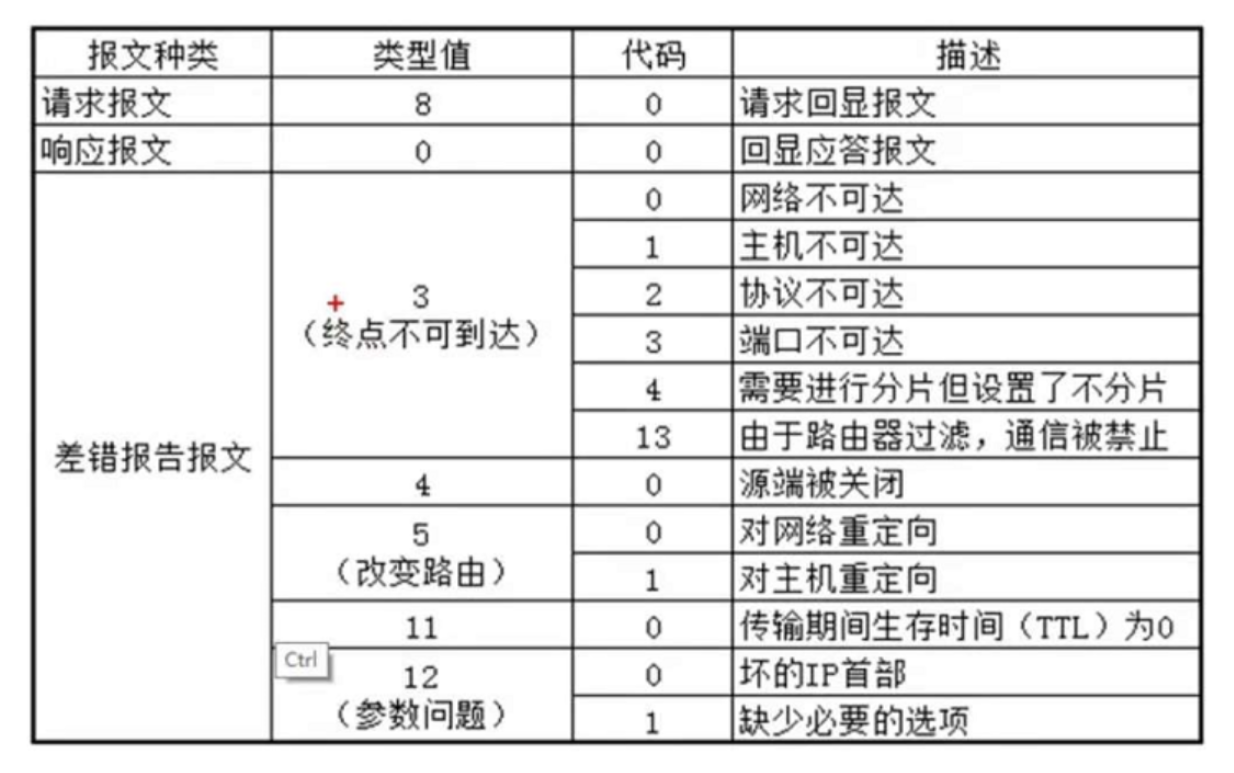 报文种类 类型值 代码 描述
请求报文 8 0 请求回显报文
响应报文 0 0 回显应答报文
差错报告报文
3
（终点不可到达）
0 网络不可达
1 主机不可达
2 协议不可达
3 端口不可达
4 需要进行分片但设置了不分片
13 由于路由器过滤，通信被禁止
4 0 源端被关闭
5
（改变路由）
0 对网络重定向
1 对主机重定向
11 0 传输期间生存时间（TTL）为0
Ctrl
12
（参数问题）
0 坏的IP首部
1 缺少必要的选项